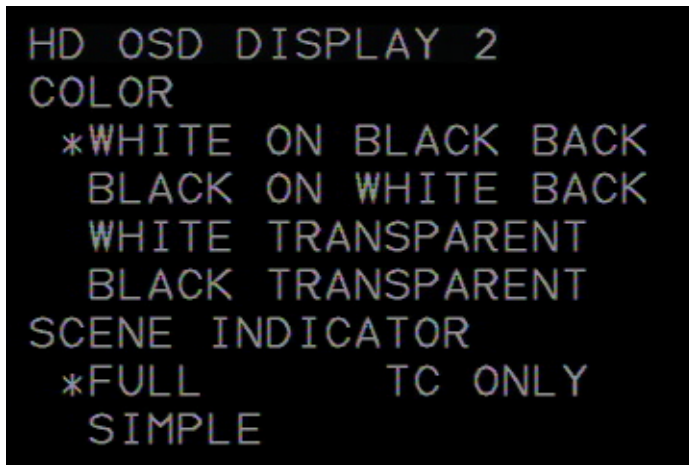 HD OSD DISPLAY 2
COLOR
*WHITE ON BLACK BACK
BLACK ON WHITE BACK
WHITE TRANSPARENT
BLACK TRANSPARENT
SCENE INDICATOR
*FULL TC ONLY
SIMPLE